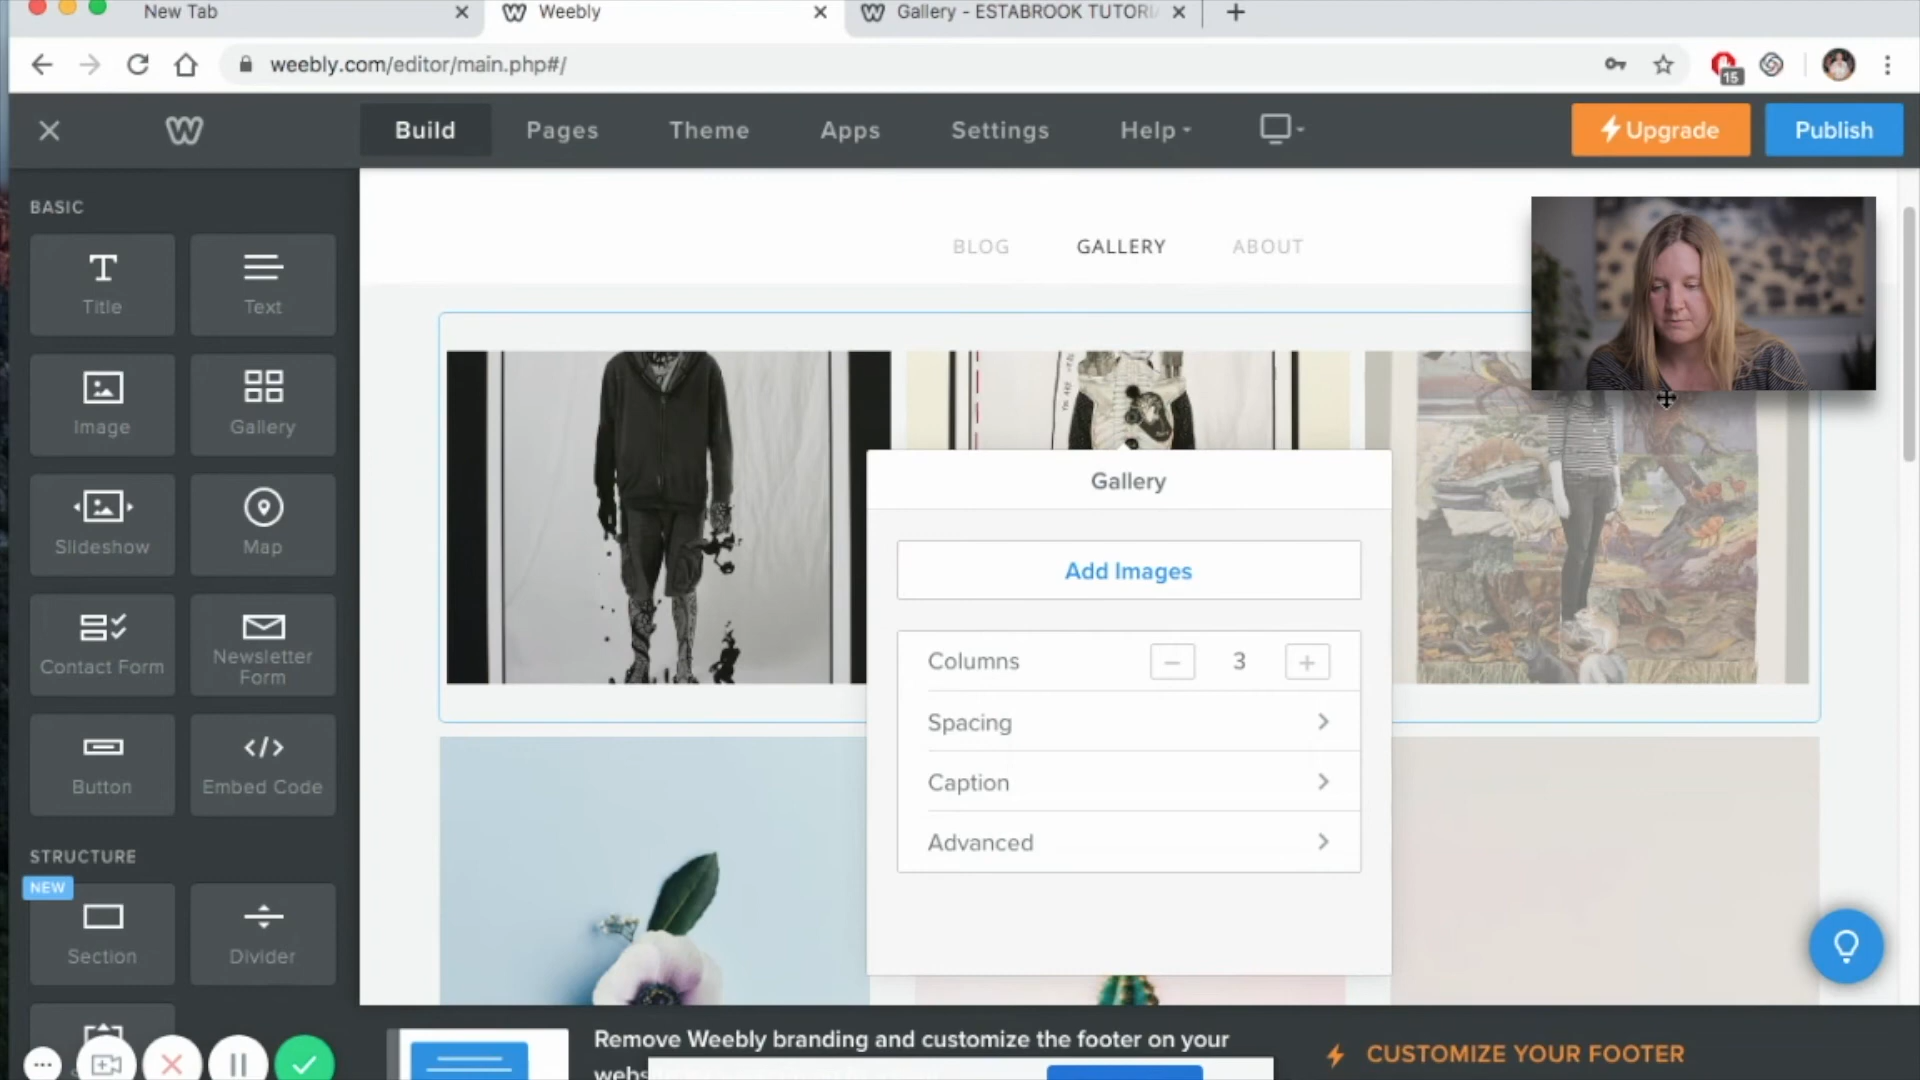 New Tab
Weebly
Gallery - ESTABROOK TUTORI
weebly.com/editor/main.php#/
15
Build
Pages
Theme
Apps
Settings
Help
Upgrade
Publish
BASIC
Title
Text
Image
Gallery
Slideshow
Map
Contact Form
Newsletter
Form
Button
Embed Code
STRUCTURE
NEW
Section
Divider
BLOG
GALLERY
ABOUT
Gallery
Add Images
Columns
3
Spacing
Caption
Advanced
Remove Weebly branding and customize the footer on your
CUSTOMIZE YOUR FOOTER